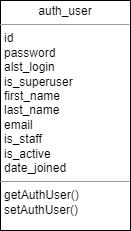 auth_user
id
password
alst_login
is_superuser
first_name
last_name
email
is_staff
is_active
date_joined
getAuthUser()
setAuthUser()